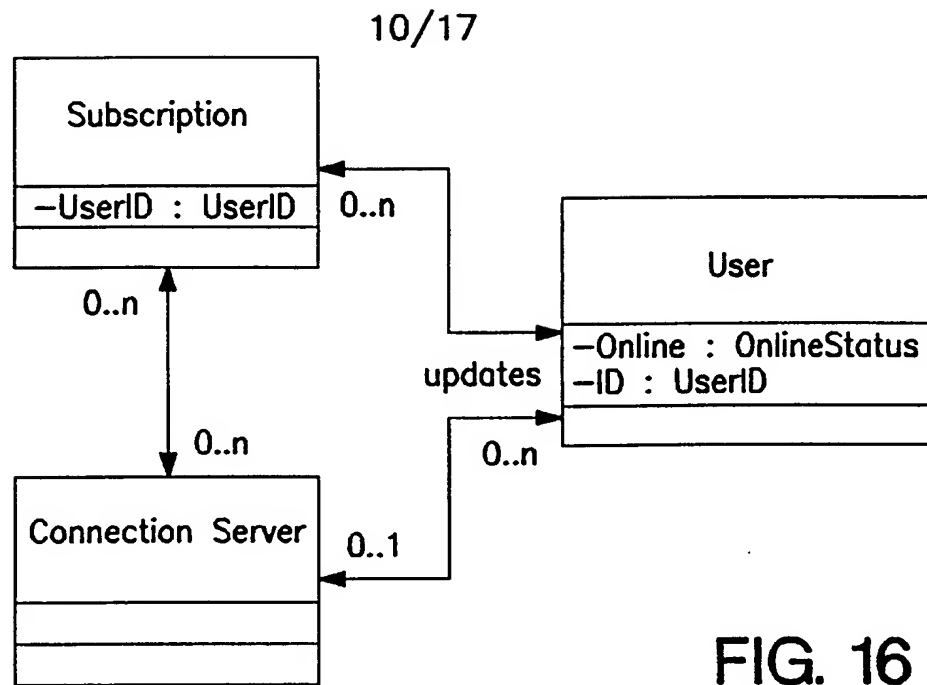 10/17
Subscription
-UserID : UserID
0..n
User
-Online : OnlineStatus
-ID : UserID
0..n
updates
0..n
0..n
Connection Server
0..1
FIG. 16